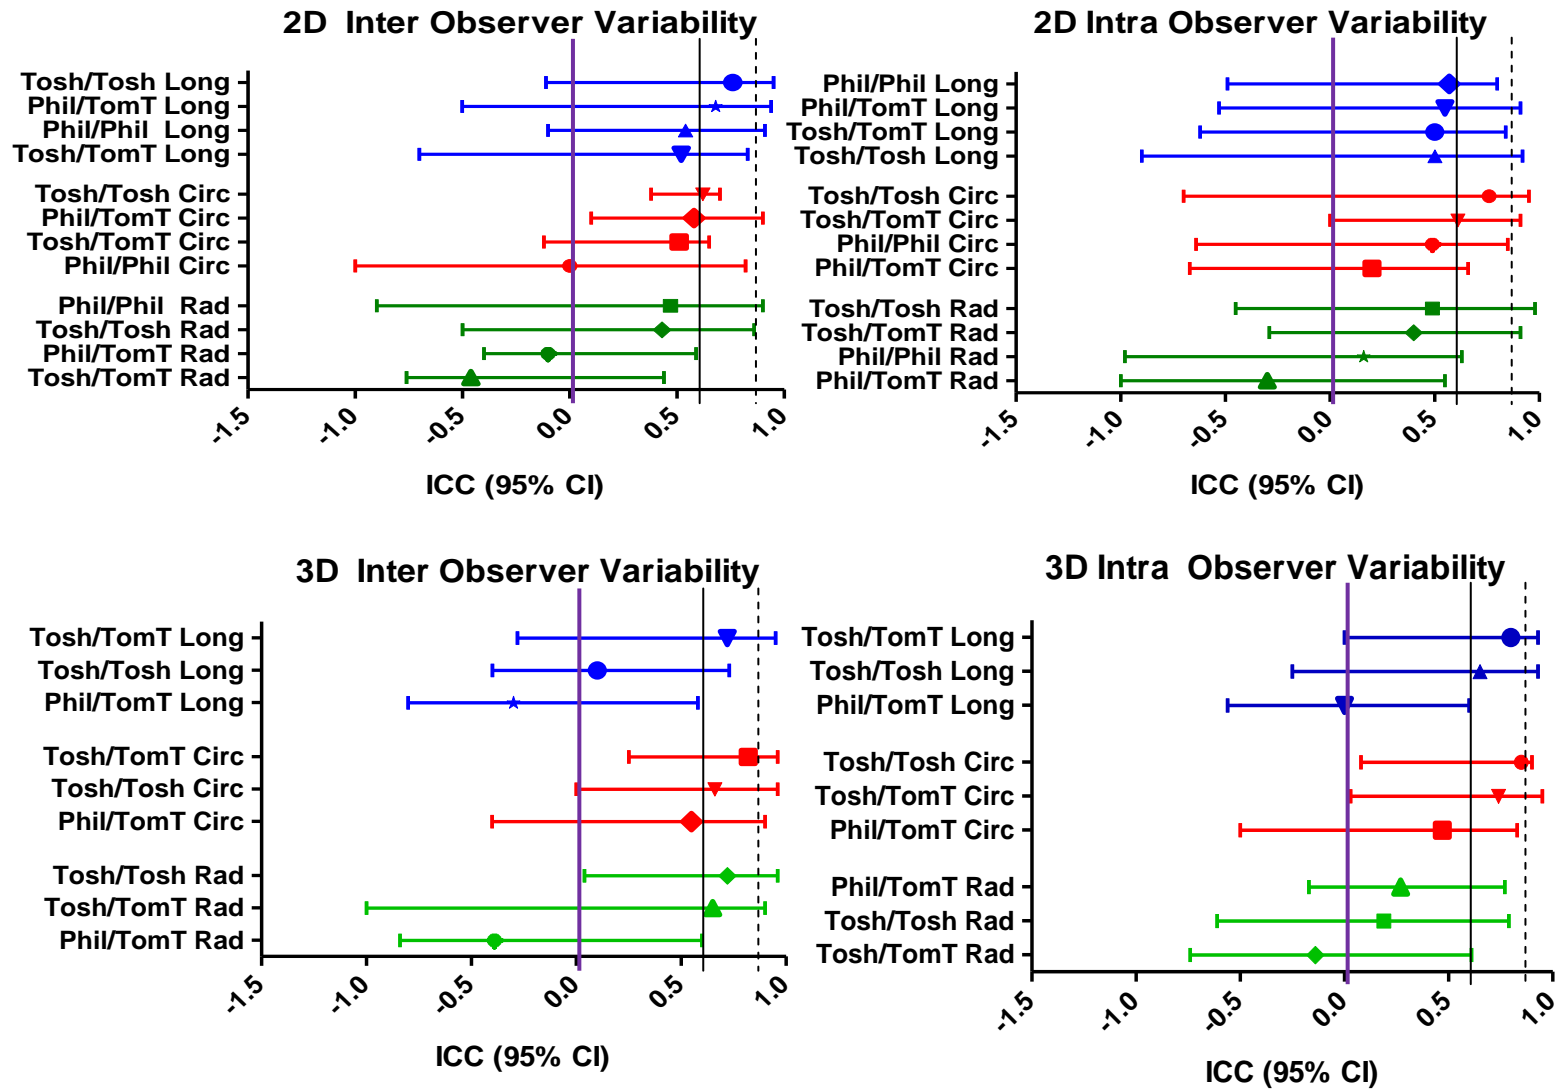 2D Inter Observer Variability
Tosh/Tosh Long
Phil/TomT Long
Phil/Phil Long
Tosh/TomT Long
Tosh/Tosh Circ
Phil/TomT Circ
Tosh/TomT Circ
Phil/Phil Circ
Phil/Phil Rad
Tosh/Tosh Rad
Phil/TomT Rad
Tosh/TomT Rad
-1.5 -1.0 -0.5 0.0 0.5 1.0
ICC (95% CI)
2D Intra Observer Variability
Phil/Phil Long
Phil/TomT Long
Tosh/TomT Long
Tosh/Tosh Long
Tosh/Tosh Circ
Tosh/TomT Circ
Phil/Phil Circ
Phil/TomT Circ
Tosh/Tosh Rad
Tosh/TomT Rad
Phil/Phil Rad
Phil/TomT Rad
-1.5 -1.0 -0.5 0.0 0.5 1.0
ICC (95% CI)
3D Inter Observer Variability
Tosh/TomT Long
Tosh/Tosh Long
Phil/TomT Long
Tosh/TomT Circ
Tosh/Tosh Circ
Phil/TomT Circ
Tosh/Tosh Rad
Tosh/TomT Rad
Phil/TomT Rad
-1.5 -1.0 -0.5 0.0 0.5 1.0
ICC (95% CI)
3D Intra Observer Variability
Tosh/TomT Long
Tosh/Tosh Long
Phil/TomT Long
Tosh/Tosh Circ
Tosh/TomT Circ
Phil/TomT Circ
Phil/TomT Rad
Tosh/Tosh Rad
Tosh/TomT Rad
-1.5 -1.0 -0.5 0.0 0.5 1.0
ICC (95% CI)